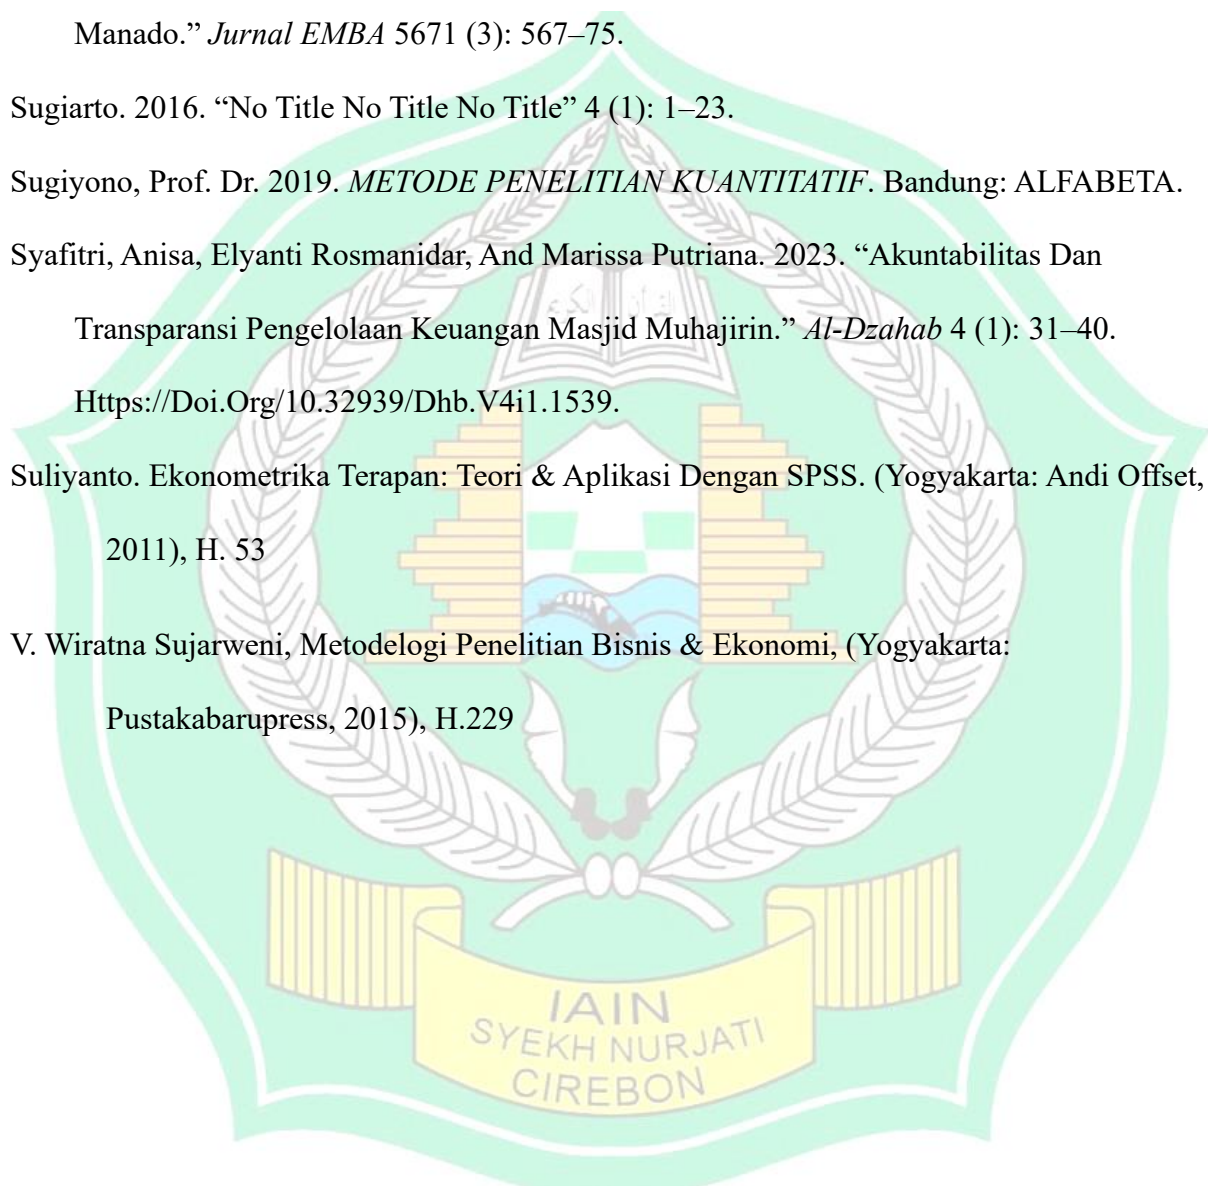 Manado.” Jurnal EMBA 5671 (3): 567–75.
Sugiarto. 2016. “No Title No Title No Title” 4 (1): 1–23.
Sugiyono, Prof. Dr. 2019. METODE PENELITIAN KUANTITATIF. Bandung: ALFABETA.
Syafitri, Anisa, Elyanti Rosmanidar, And Marissa Putriana. 2023. “Akuntabilitas Dan
Transparansi Pengelolaan Keuangan Masjid Muhajirin.” Al-Dzahab 4 (1): 31–40.
Https://Doi.Org/10.32939/Dhb.V4i1.1539.
Suliyanto. Ekonometrika Terapan: Teori & Aplikasi Dengan SPSS. (Yogyakarta: Andi Offset,
2011), H. 53
V. Wiratna Sujarweni, Metodelogi Penelitian Bisnis & Ekonomi, (Yogyakarta:
Pustakabarupress, 2015), H.229
القرآن الكريم
IAIN
SYEKH NURJATI
CIREBON